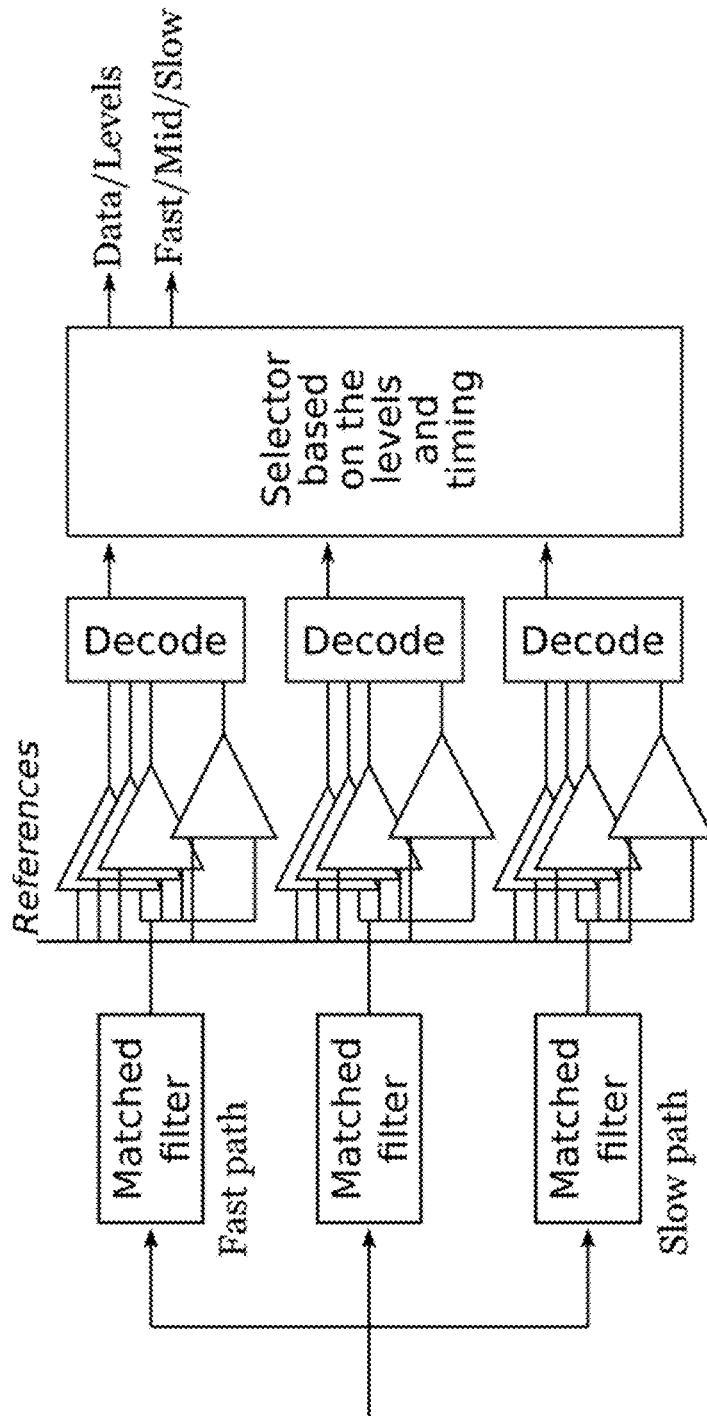 Matched
filter
Fast path
Matched
filter
Matched
filter
Slow path
References
Decode
Decode
Decode
Selector
based
on the
levels
and
timing
Data/Levels
Fast/Mid/Slow